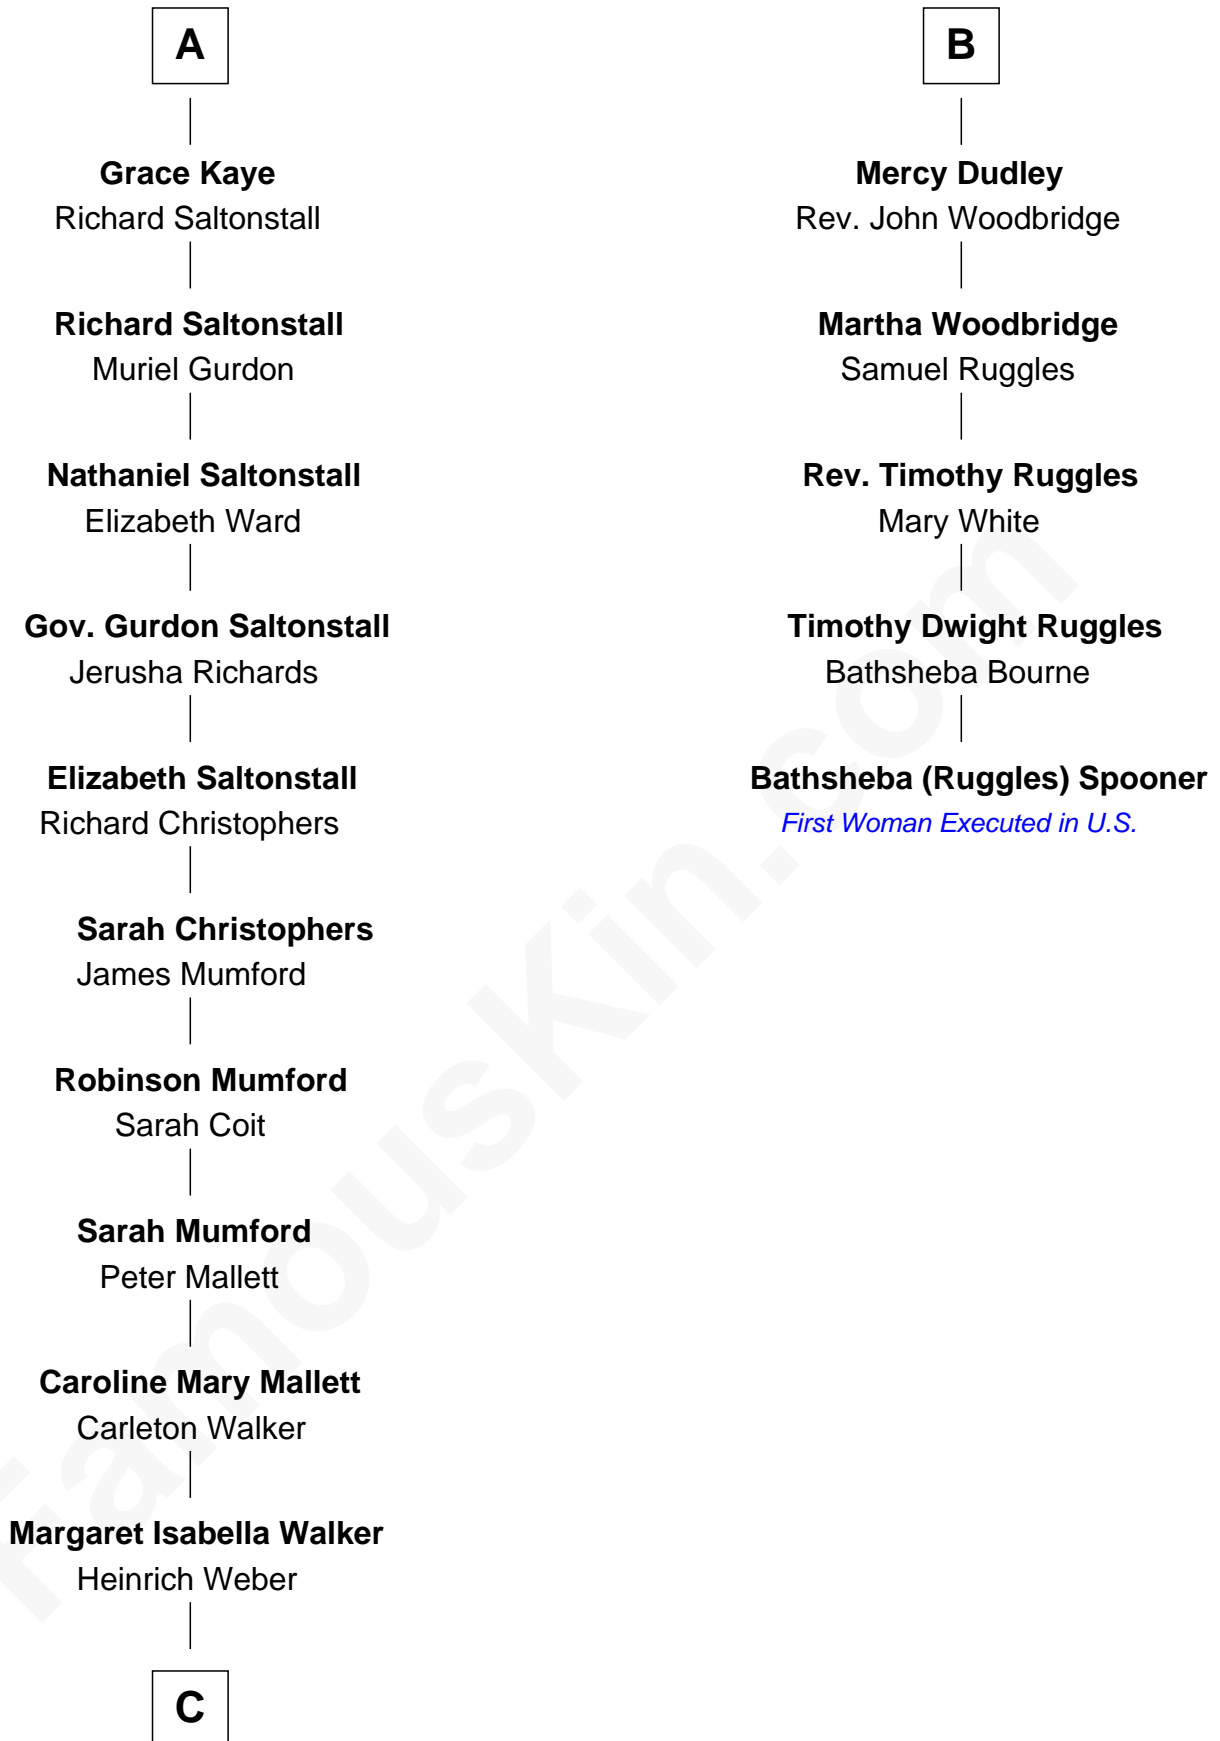 A
Grace Kaye
Richard Saltonstall
Richard Saltonstall
Muriel Gurdon
Nathaniel Saltonstall
Elizabeth Ward
Gov. Gurdon Saltonstall
Jerusha Richards
Elizabeth Saltonstall
Richard Christophers
Sarah Christophers
James Mumford
Robinson Mumford
Sarah Coit
Sarah Mumford
Peter Mallett
Caroline Mary Mallett
Carleton Walker
Margaret Isabella Walker
Heinrich Weber
C
B
Mercy Dudley
Rev. John Woodbridge
Martha Woodbridge
Samuel Ruggles
Rev. Timothy Ruggles
Mary White
Timothy Dwight Ruggles
Bathsheba Bourne
Bathsheba (Ruggles) Spooner
First Woman Executed in U.S.
FamousKin.com